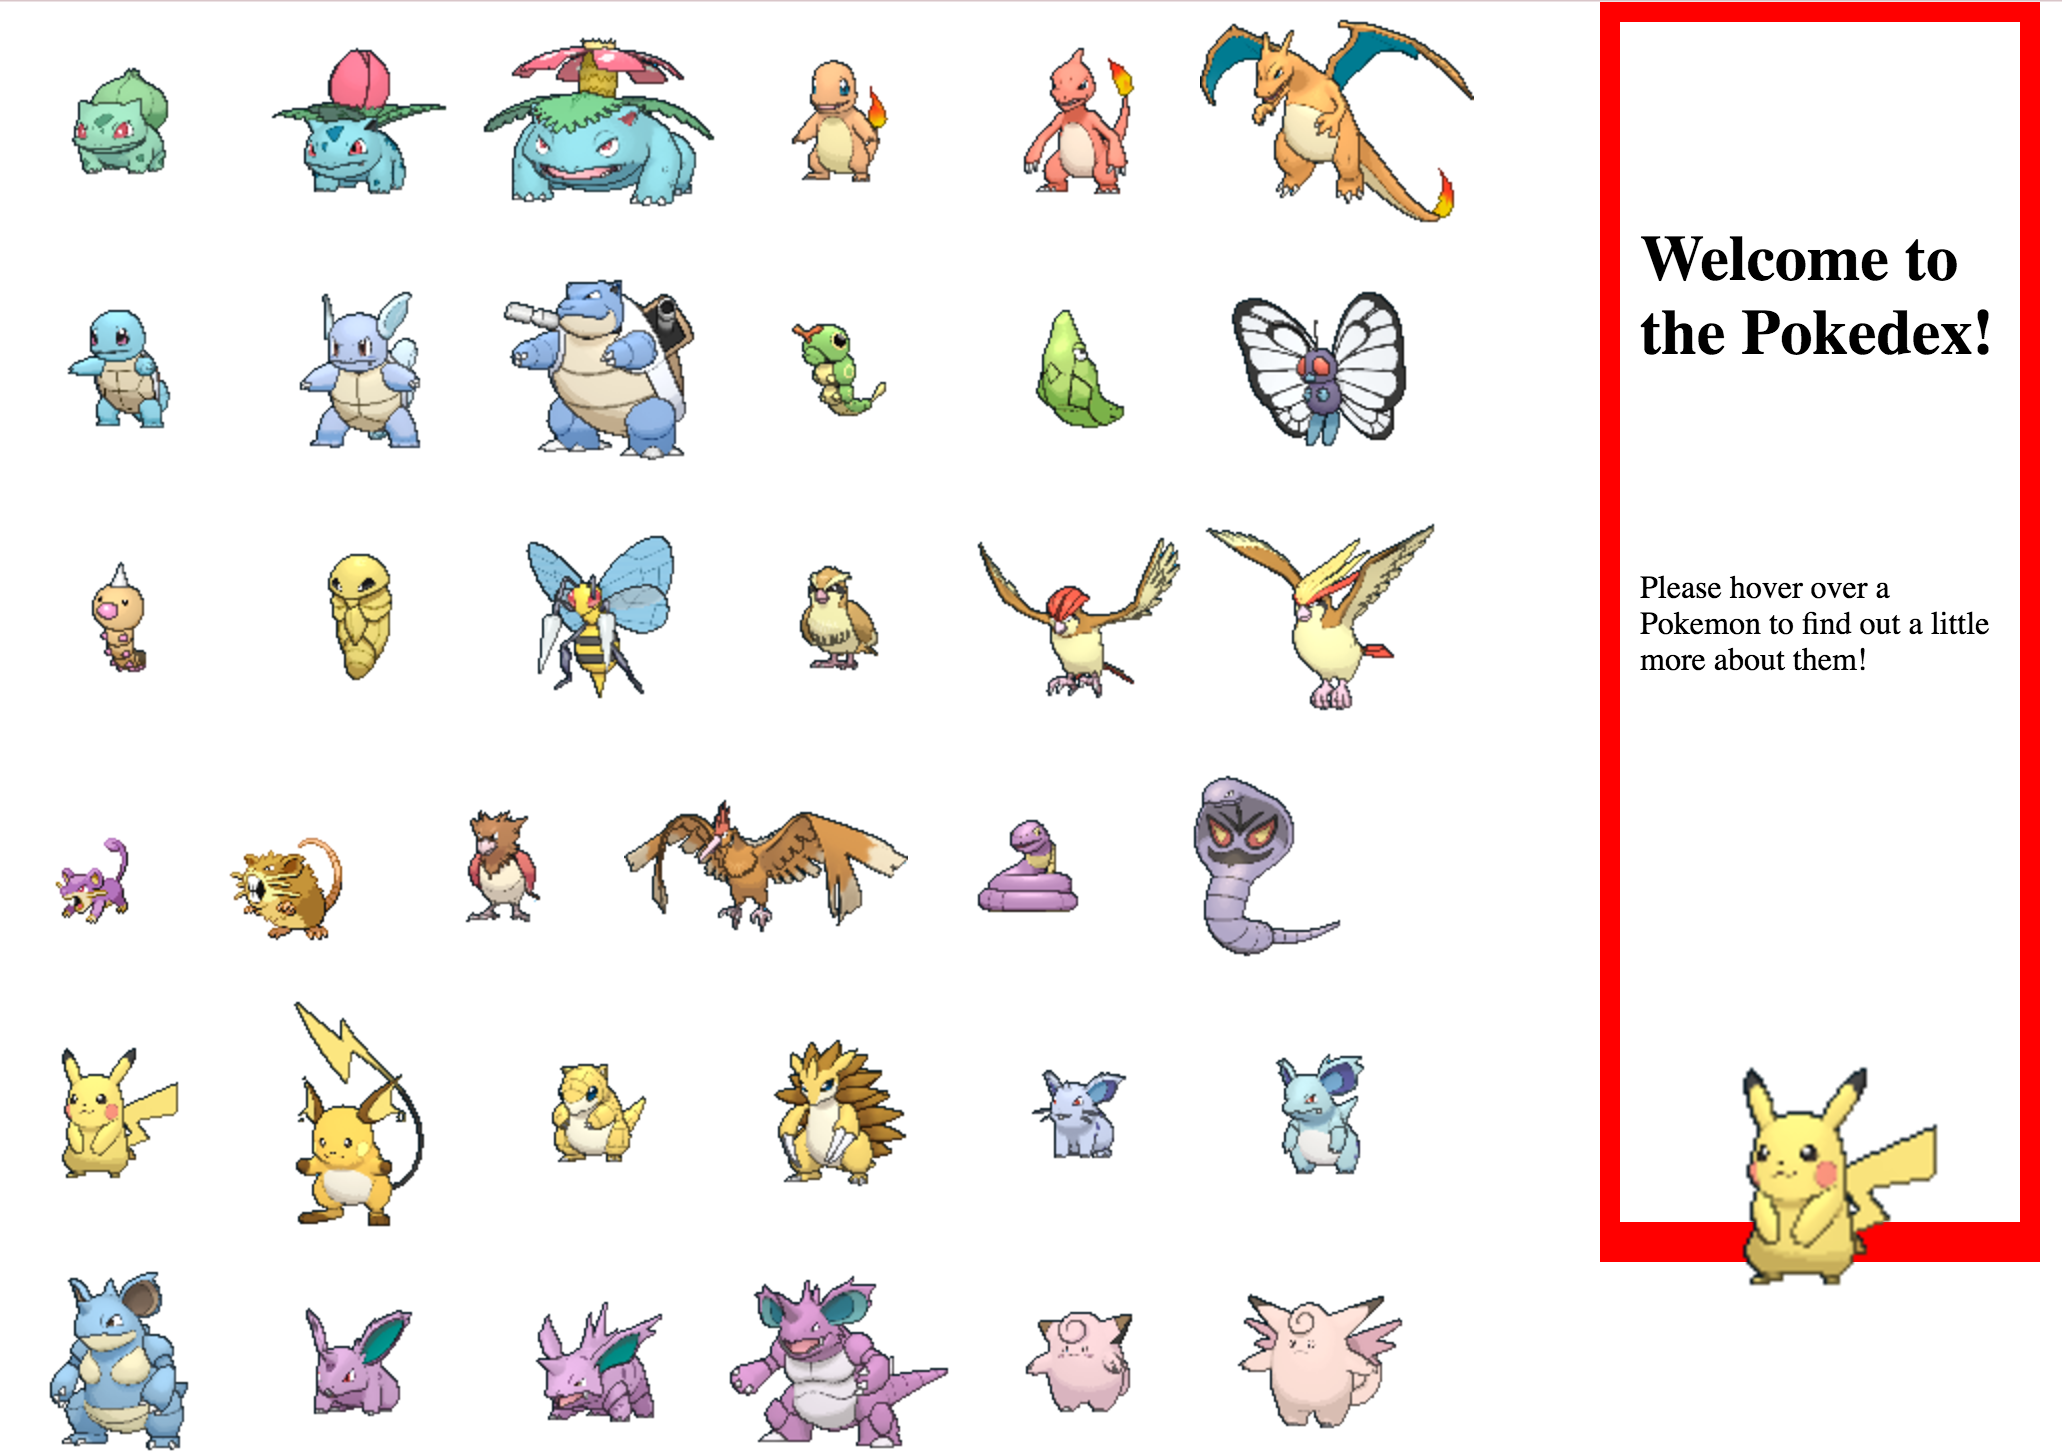 Welcome to
the Pokedex!
Please hover over a
Pokemon to find out a little
more about them!